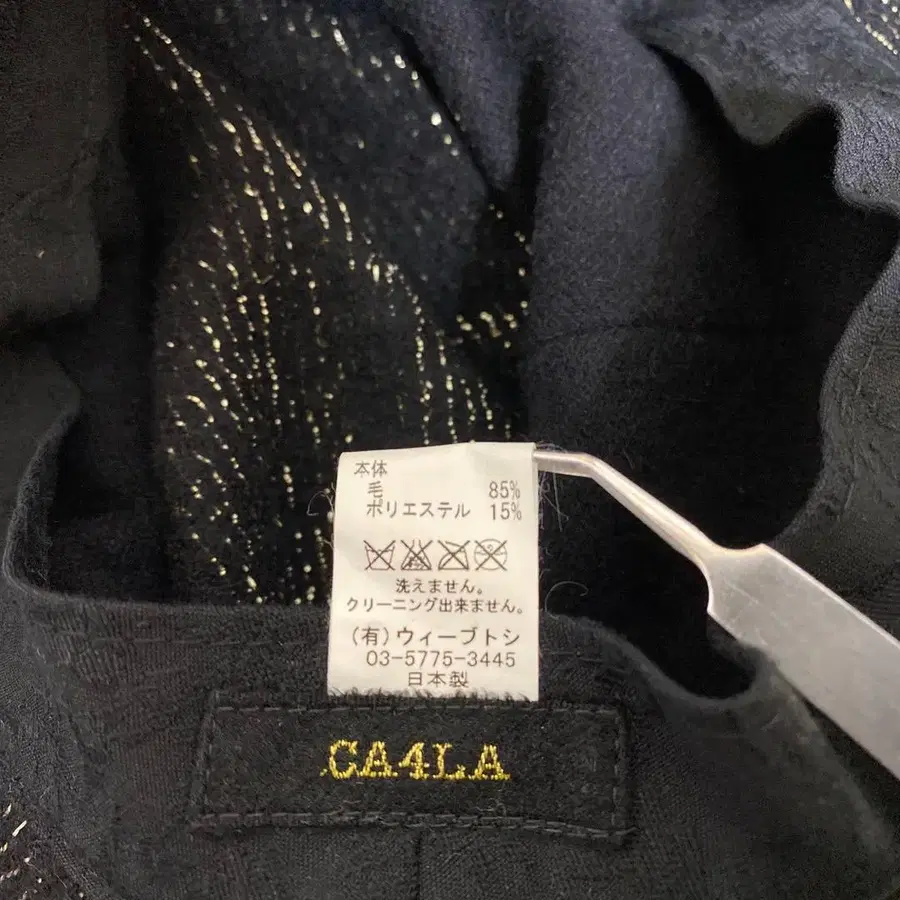 本体
毛 85%
ポリエステル 15%
洗えません。
クリーニング出来ません。
(有)ウィーブトシ
03-5775-3445
日本製
CA4LA